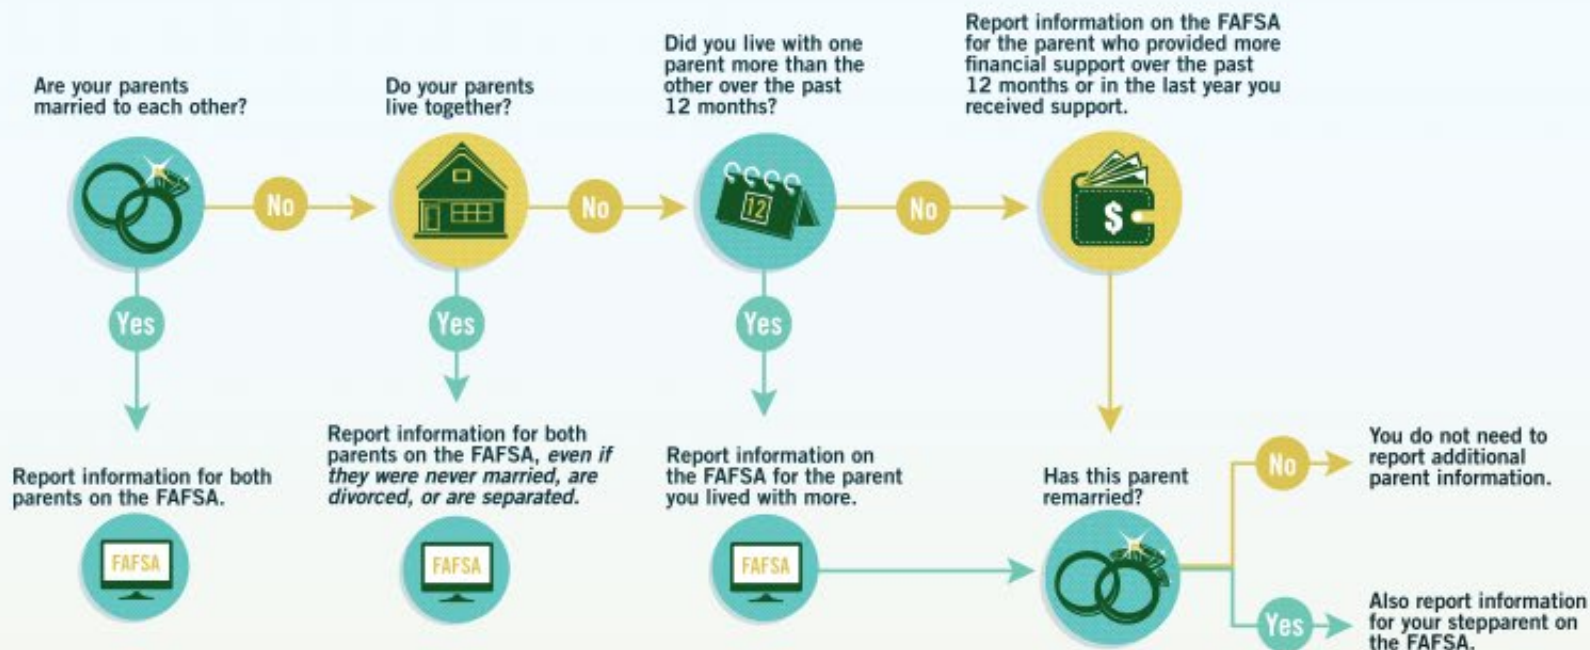 Are your parents
married to each other?
No
Yes
Report information for both
parents on the FAFSA.
FAFSA
Do your parents
live together?
No
Yes
Report information for both
parents on the FAFSA, even if
they were never married, are
divorced, or are separated.
FAFSA
Did you live with one
parent more than the
other over the past
12 months?
12
No
Yes
Report information on
the FAFSA for the parent
you lived with more.
FAFSA
Report information on the FAFSA
for the parent who provided more
financial support over the past
12 months or in the last year you
received support.
$
Has this parent
remarried?
No
You do not need to
report additional
parent information.
Yes
Also report information
for your stepparent on
the FAFSA.